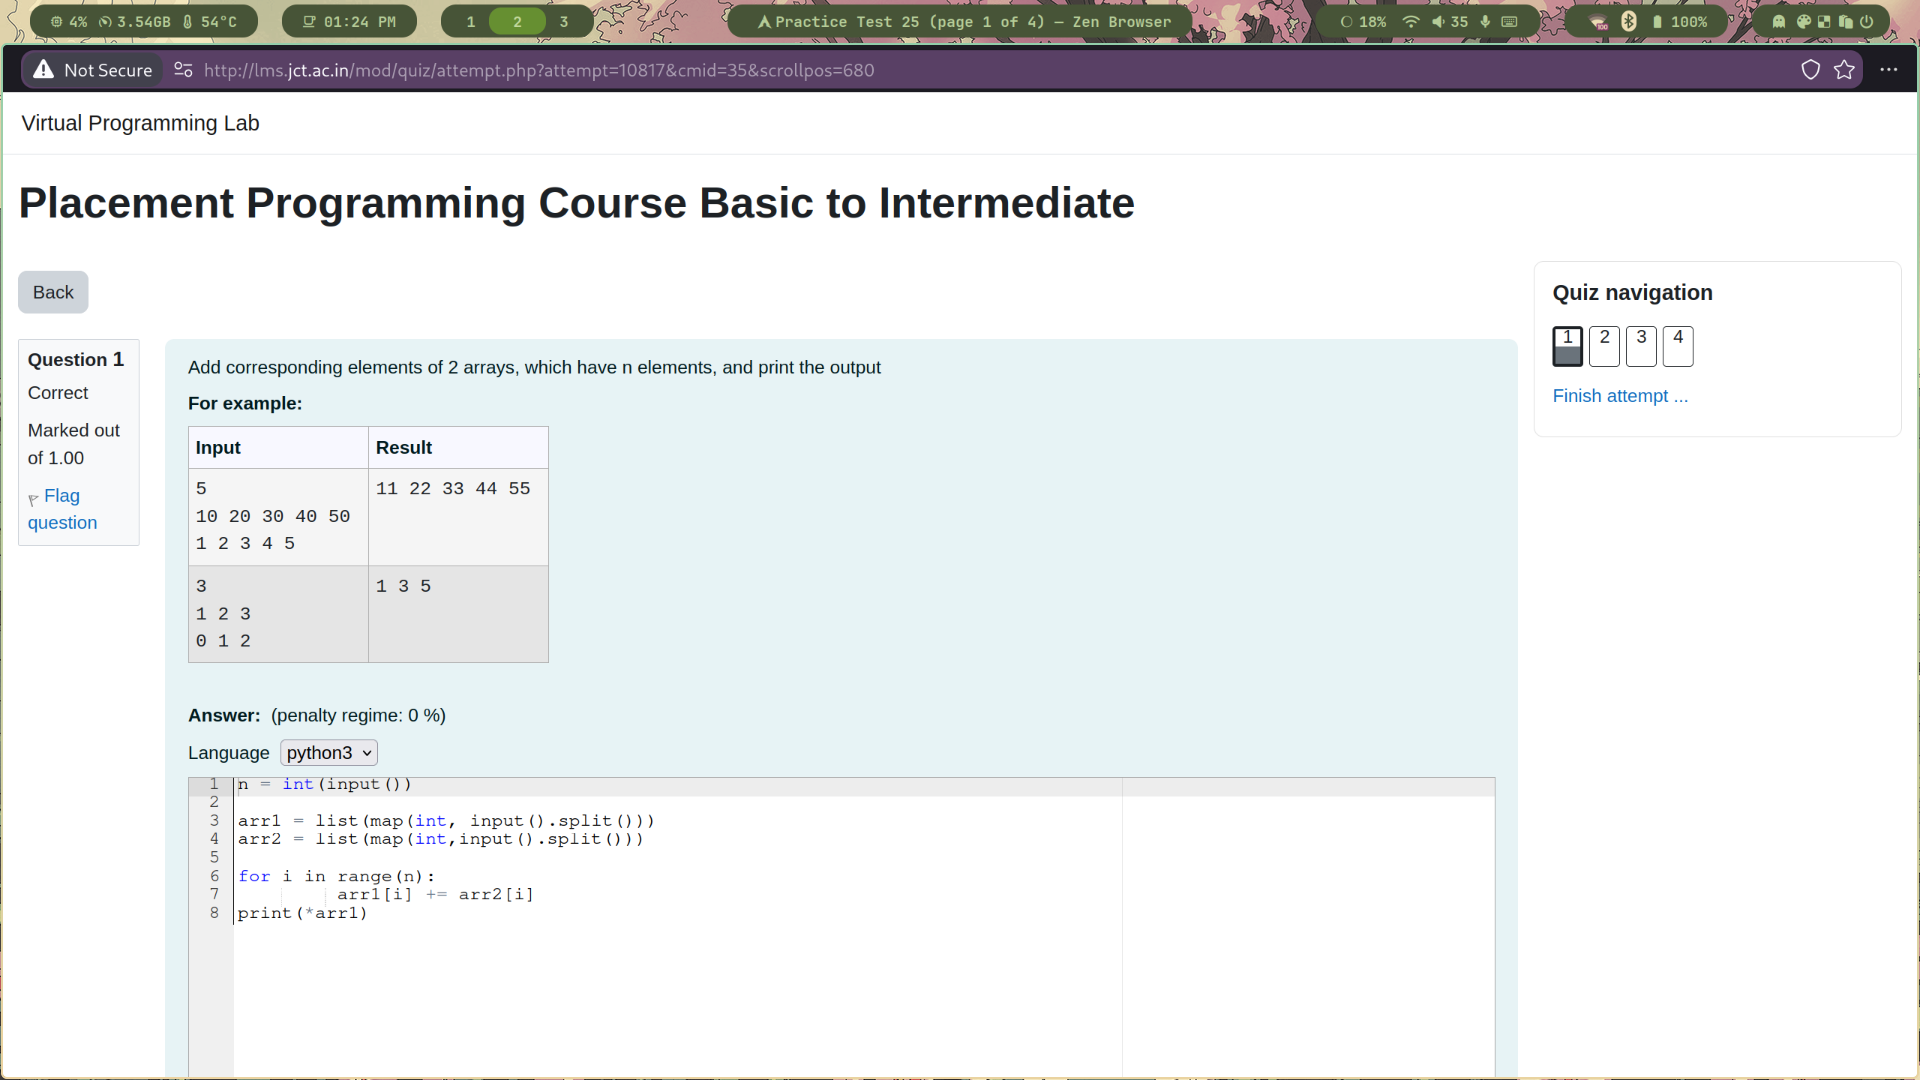 4% 3.54GB 54°C 01:24 PM 1 2 3 Practice Test 25 (page 1 of 4) — Zen Browser 18% 35 100 100%
Not Secure http://lms.jct.ac.in/mod/quiz/attempt.php?attempt=10817&cmid=35&scrollpos=680
Virtual Programming Lab
Placement Programming Course Basic to Intermediate
Back
Question 1
Correct
Marked out
of 1.00
Flag
question
Add corresponding elements of 2 arrays, which have n elements, and print the output
For example:
Input Result
5
10 20 30 40 50
1 2 3 4 5
11 22 33 44 55
3
1 2 3
0 1 2
1 3 5
Answer: (penalty regime: 0 %)
Language python3
1 n = int(input())
2
3 arr1 = list(map(int, input().split()))
4 arr2 = list(map(int,input().split()))
5
6 for i in range(n):
7 arr1[i] += arr2[i]
8 print(*arr1)
Quiz navigation
1 2 3 4
Finish attempt ...